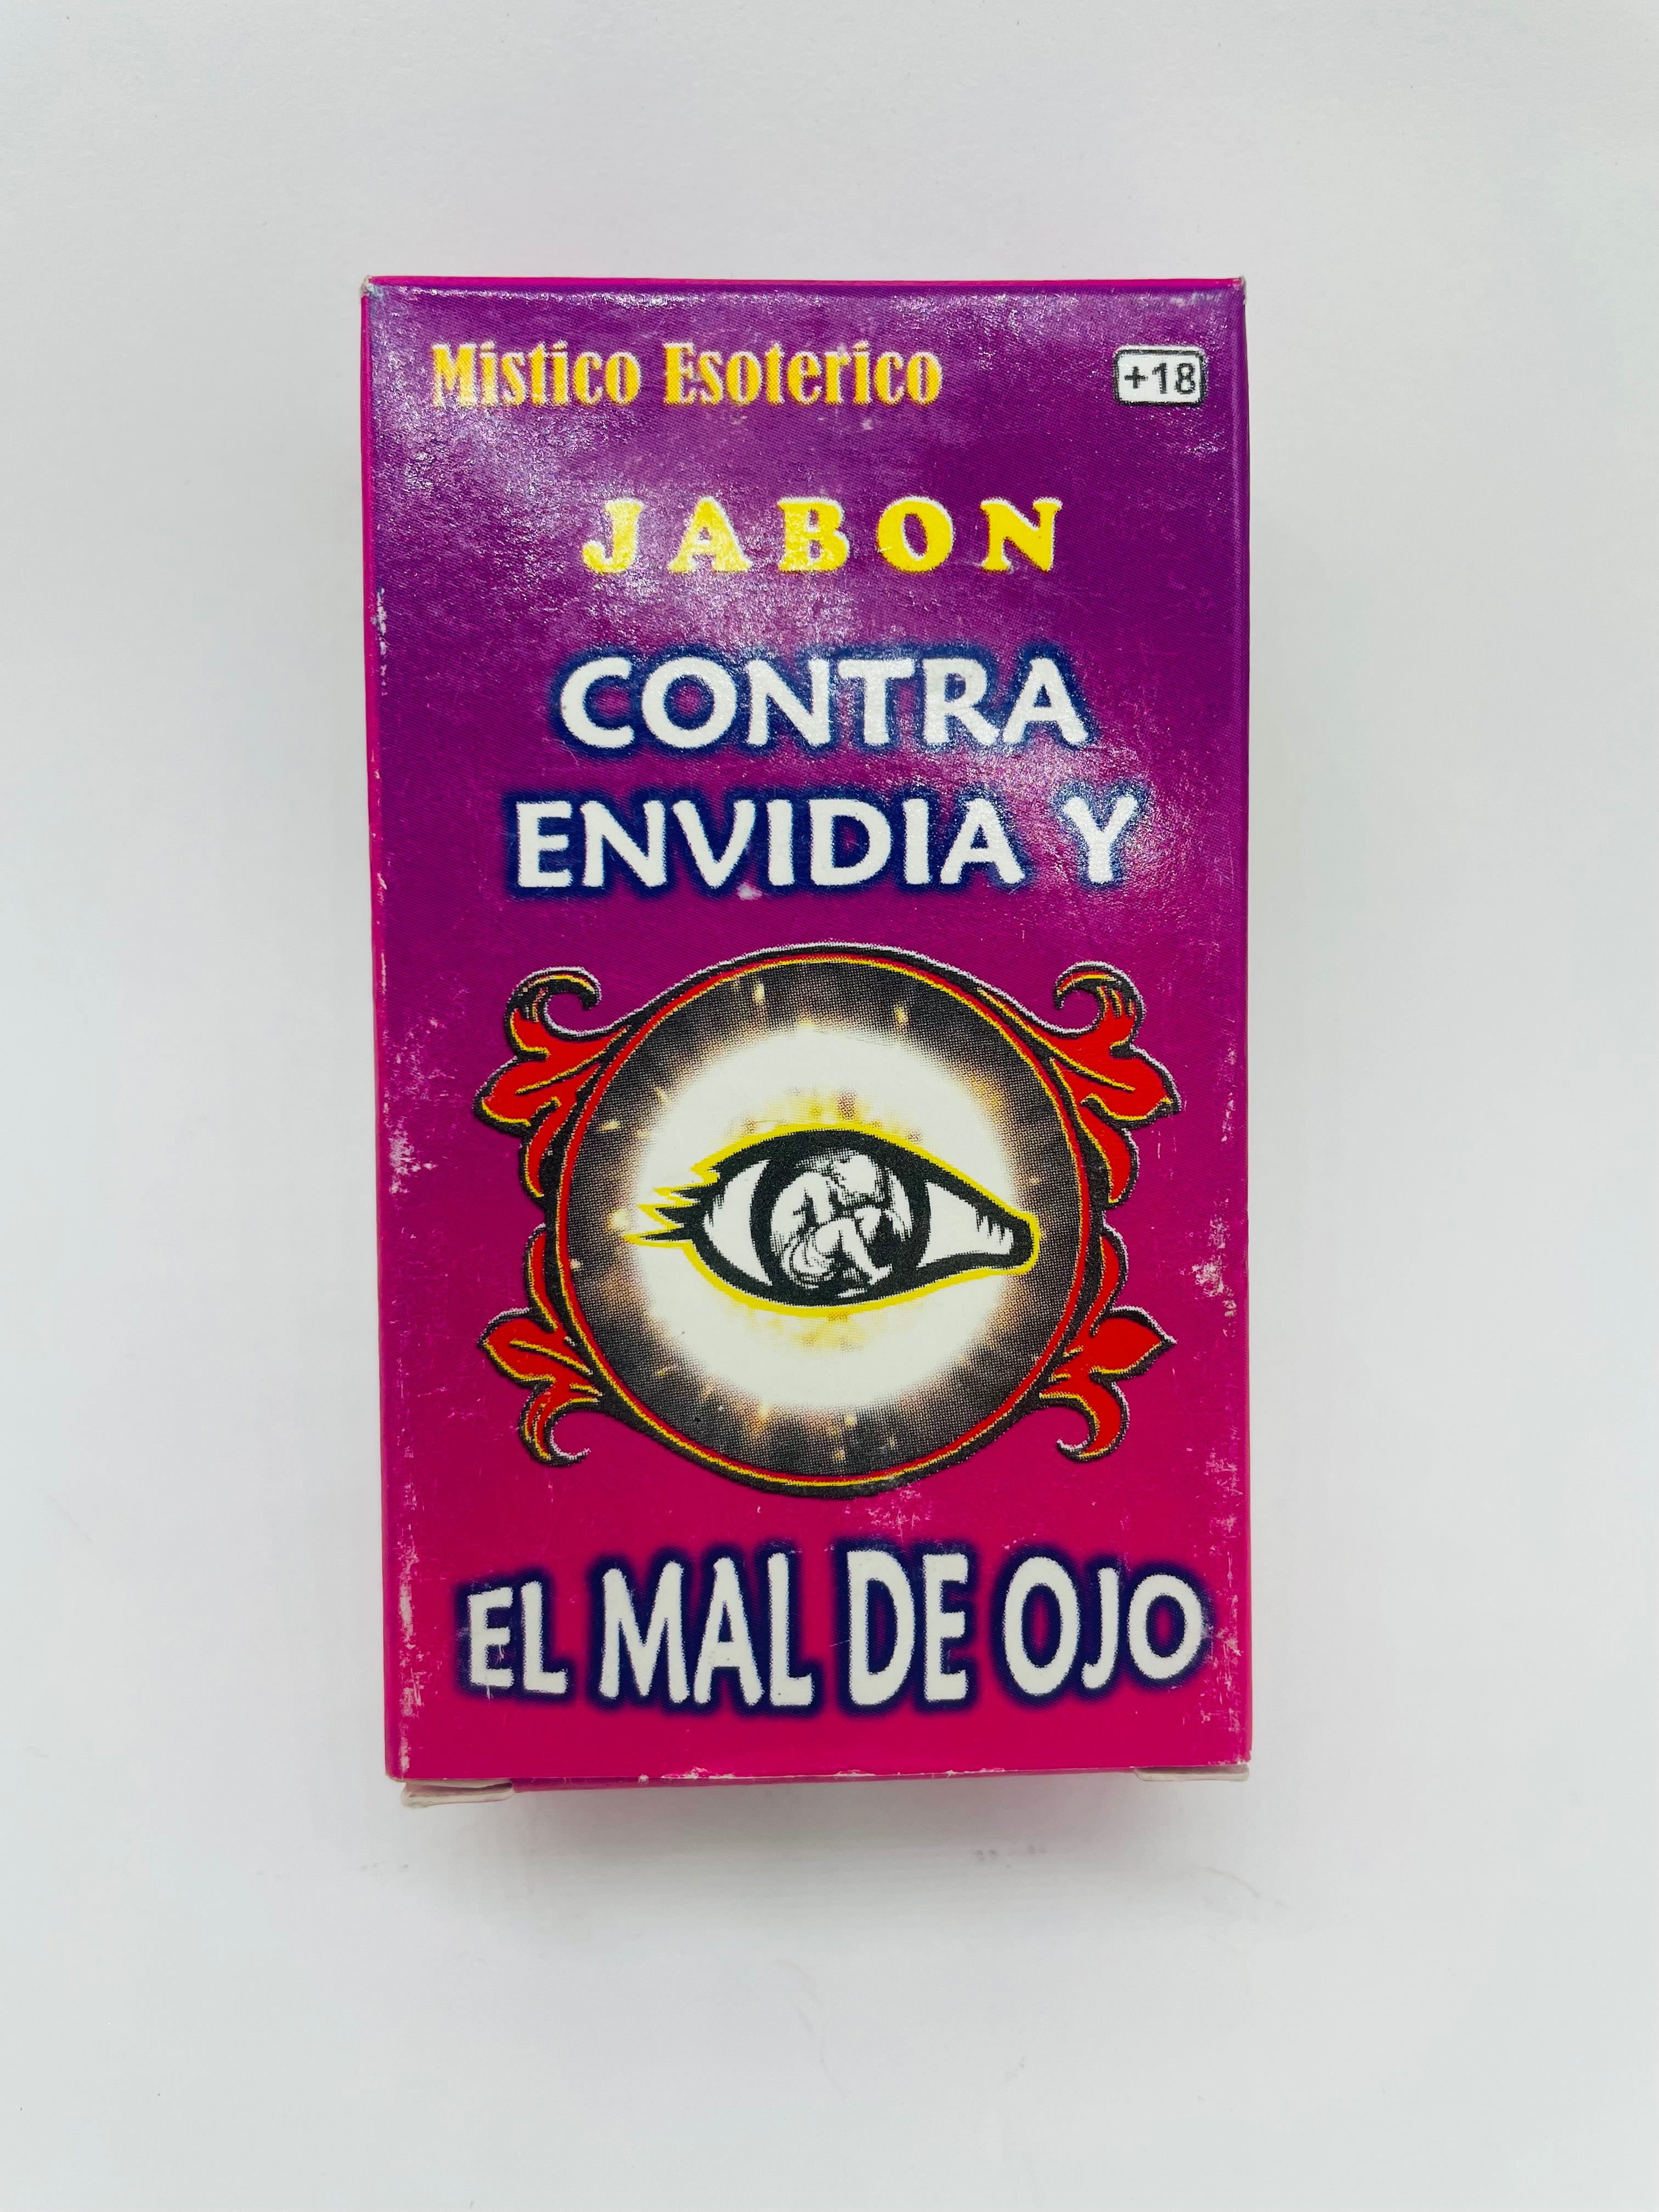 Mistico Esoterico
+18
JABON
CONTRA
ENVIDIA Y
EL MAL DE OJO